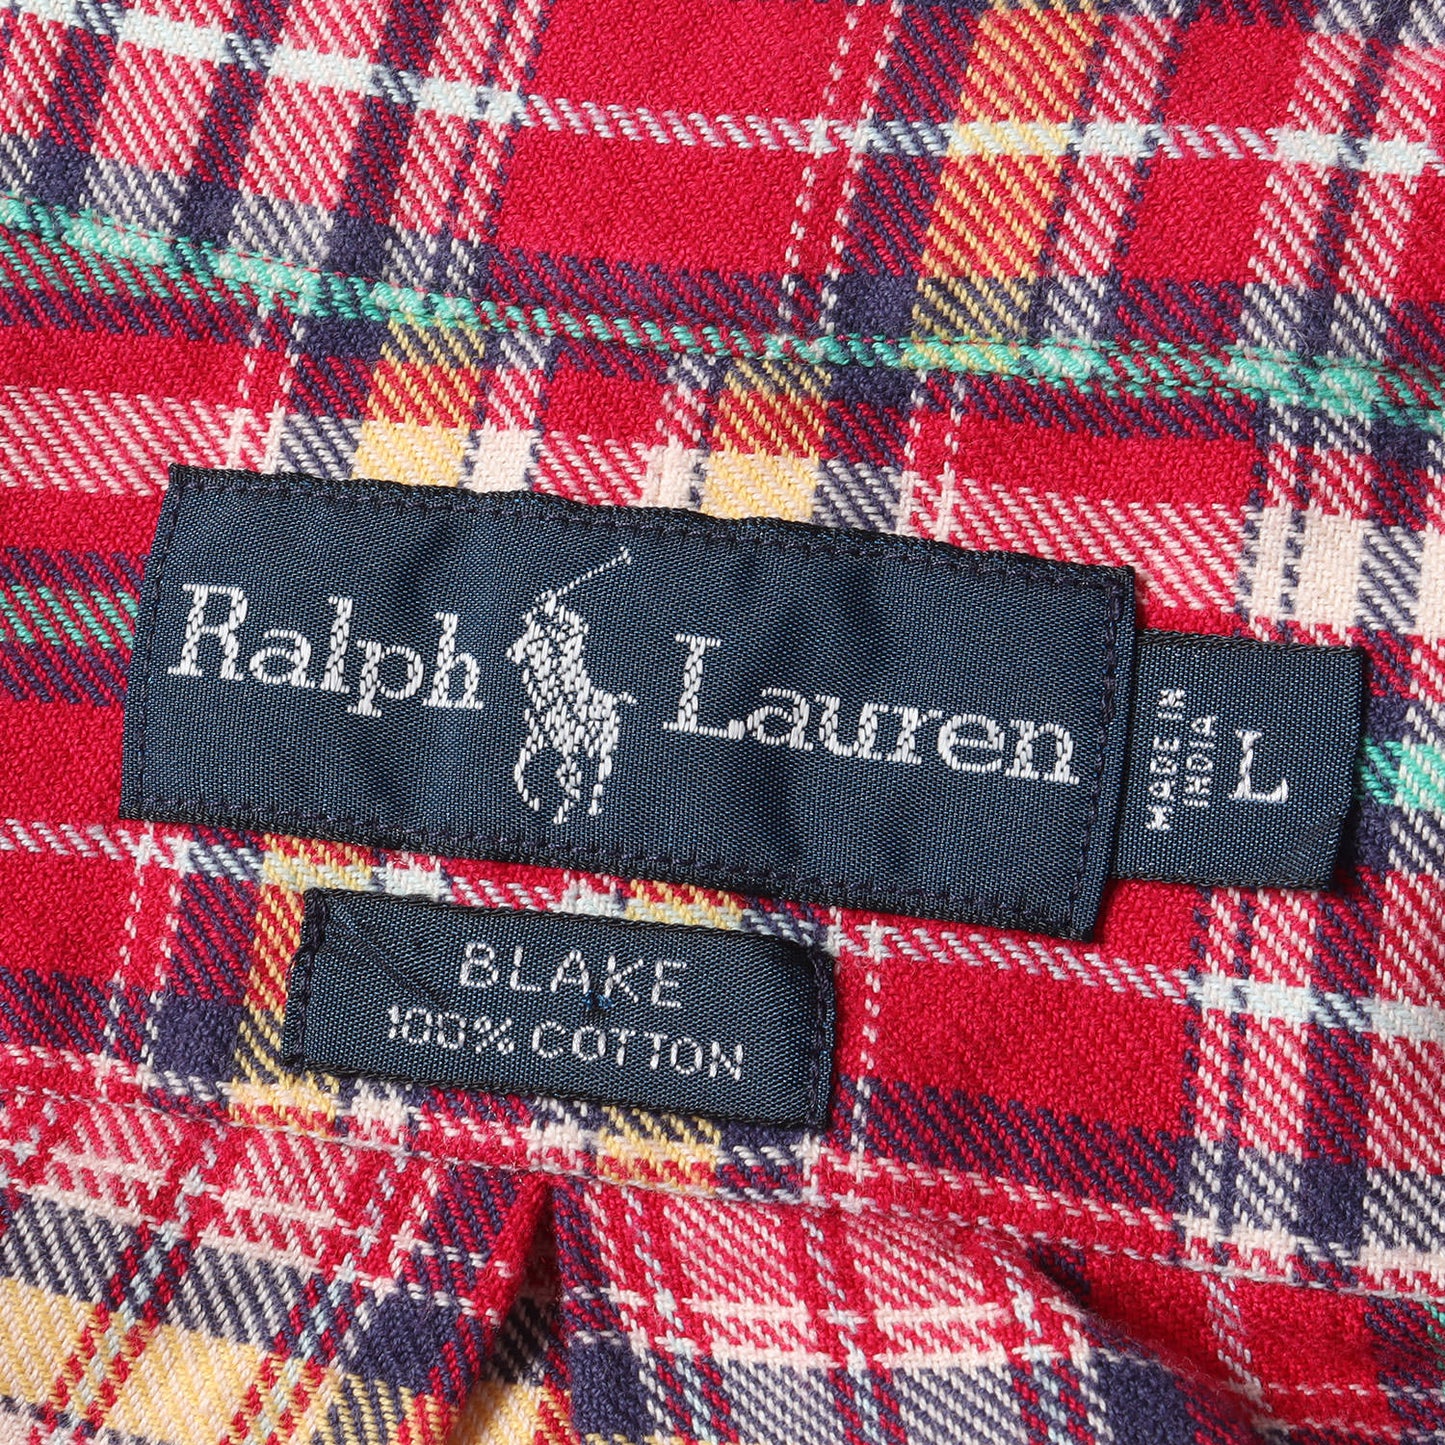 Ralph Lauren
MADE IN
INDIA
L
BLAKE
100% COTTON